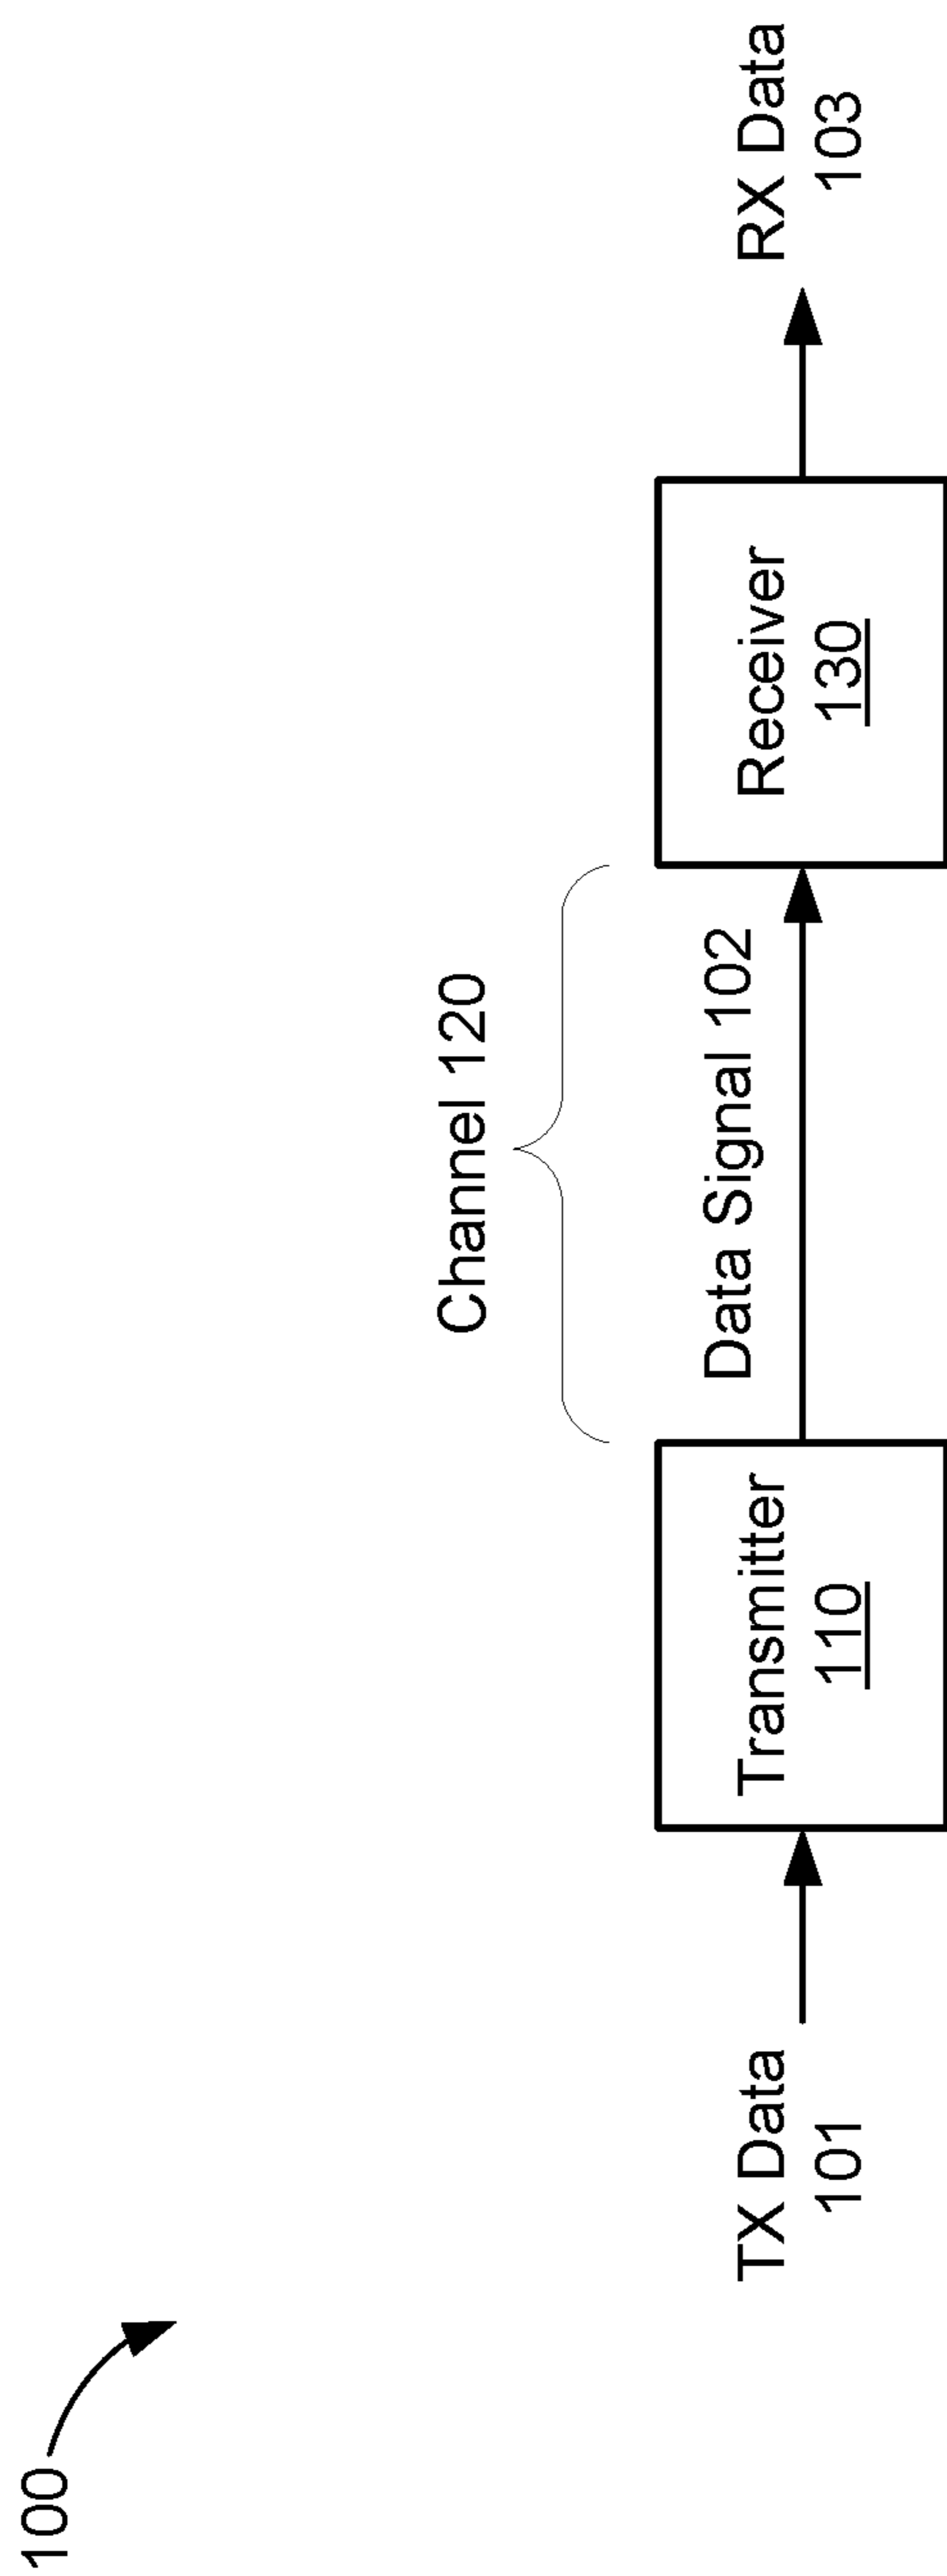 100
Channel 120
TX Data
101
Transmitter
110
Data Signal 102
Receiver
130
RX Data
103